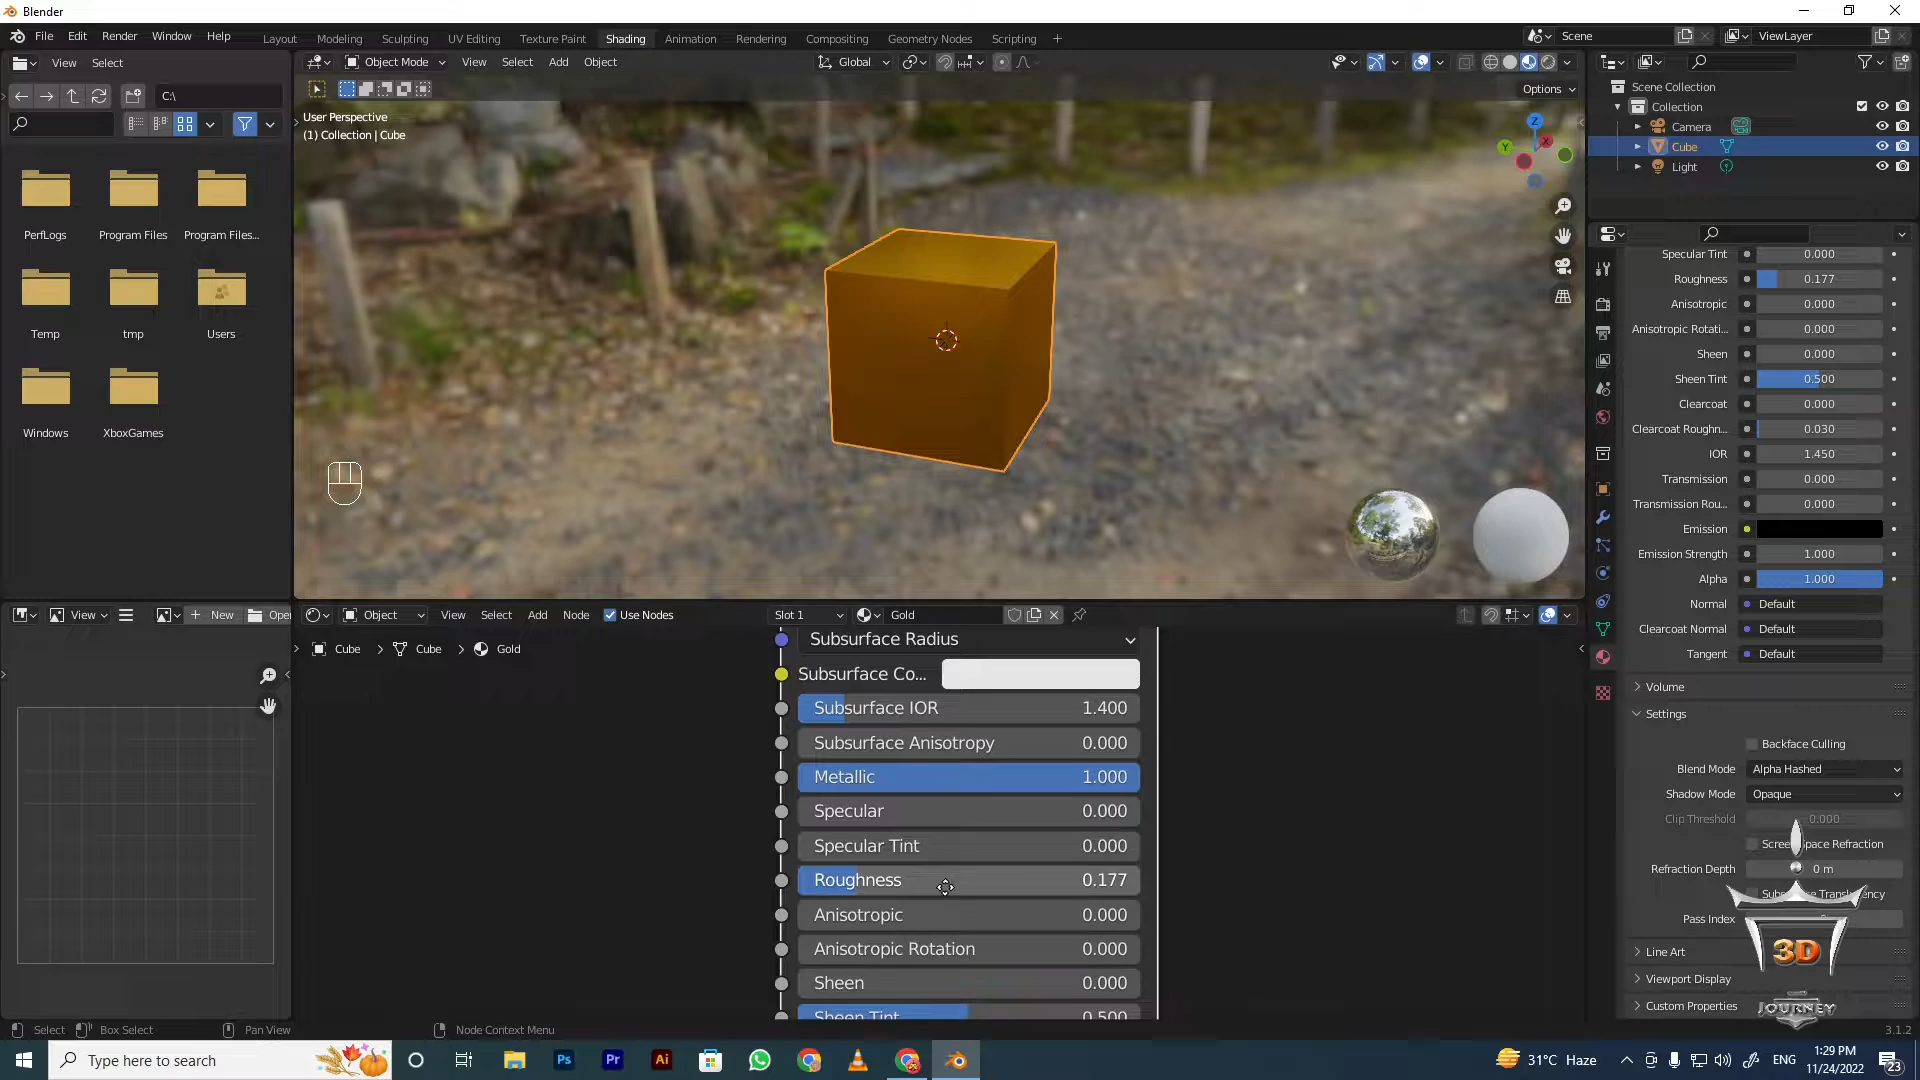 Blender
File Edit Render Window Help
Layout Modeling Sculpting UV Editing Texture Paint Shading Animation Rendering Compositing Geometry Nodes Scripting +
Scene
ViewLayer
View Select
C:\
PerfLogs Program Files Program Files...
Temp tmp Users
Windows XboxGames
Object Mode View Select Add Object
Global
Options
User Perspective
(1) Collection | Cube
Z
X
Y
Scene Collection
Collection
Camera
Cube
Light
Specular Tint 0.000
Roughness 0.177
Anisotropic 0.000
Anisotropic Rotati... 0.000
Sheen 0.000
Sheen Tint 0.500
Clearcoat 0.000
Clearcoat Roughn... 0.030
IOR 1.450
Transmission 0.000
Transmission Rou... 0.000
Emission
Emission Strength 1.000
Alpha 1.000
Normal Default
Clearcoat Normal Default
Tangent Default
Volume
Settings
Backface Culling
Blend Mode Alpha Hashed
Shadow Mode Opaque
Clip Threshold 0.000
Refraction Depth 0 m
Pass Index
Line Art
Viewport Display
Custom Properties
3D
JOURNEY
View + New Open
Object View Select Add Node Use Nodes Slot 1 Gold
Cube > Cube > Gold
Subsurface Radius
Subsurface Co...
Subsurface IOR 1.400
Subsurface Anisotropy 0.000
Metallic 1.000
Specular 0.000
Specular Tint 0.000
Roughness 0.177
Anisotropic 0.000
Anisotropic Rotation 0.000
Sheen 0.000
Sheen Tint 0.500
Select Box Select Pan View Node Context Menu 3.1.2
Type here to search
Ps Pr Ai
31°C Haze
ENG
1:29 PM
11/24/2022
23